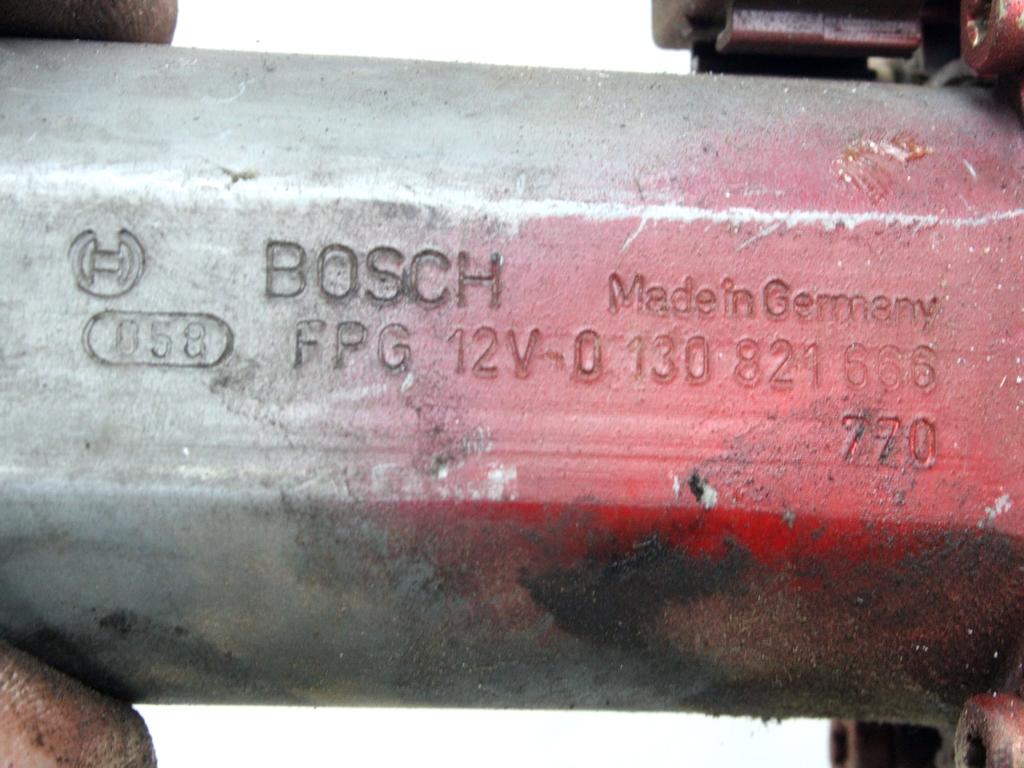 BOSCH
Made in Germany
058 FPG 12V-0 130 821 666
770